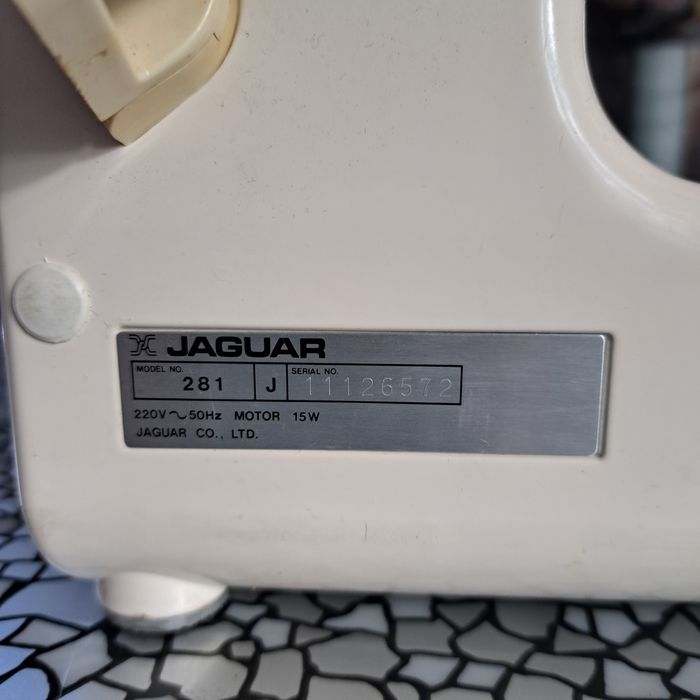 JAGUAR
MODEL NO. 281 J SERIAL NO. 11126572
220V～50Hz MOTOR 15W
JAGUAR CO., LTD.